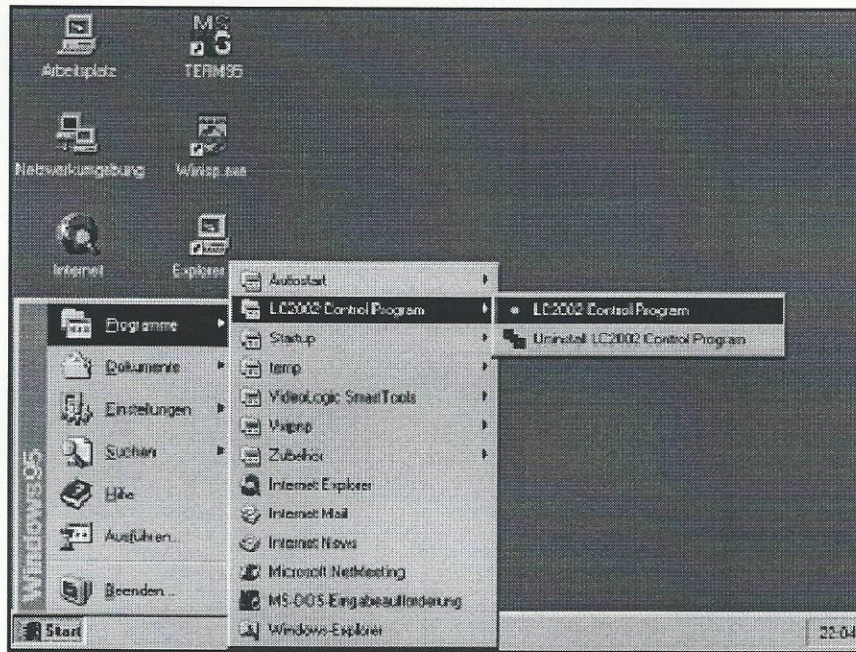 Arbeitsplatz
TERM95
Netzwerkumgebung
Winisp.exe
Internet
Explorer
Programme
Dokumente
Einstellungen
Suchen
Hilfe
Ausführen...
Beenden...
Windows95
Autostart
LC2002 Control Program
Startup
temp
VideoLogic SmartTools
Zubehör
Internet Explorer
Internet Mail
Internet News
Microsoft NetMeeting
MS-DOS-Eingabeaufforderung
Windows-Explorer
LC2002 Control Program
Uninstall LC2002 Control Program
Start
22:04